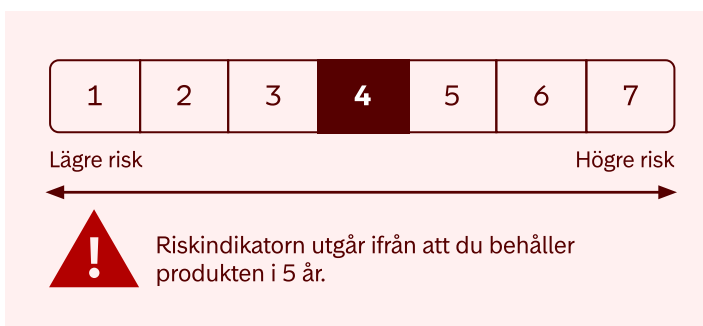 1 2 3 4 5 6 7
Lägre risk Högre risk
! Riskindikatorn utgår ifrån att du behåller
produkten i 5 år.